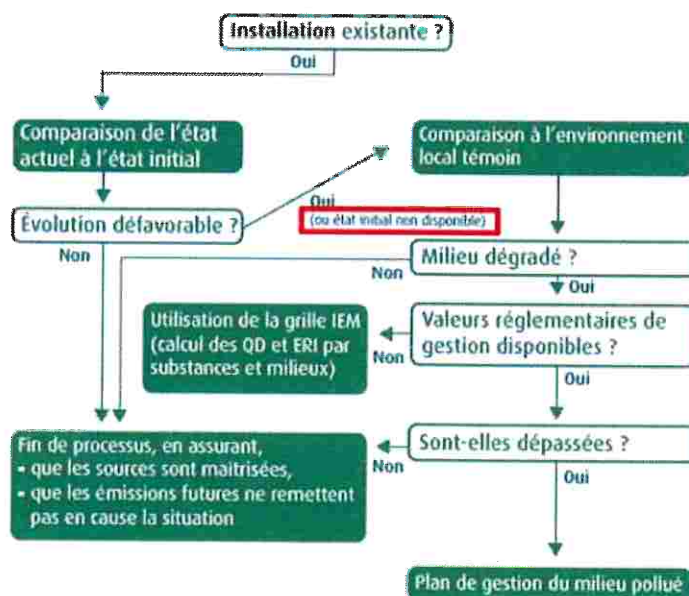 Installation existante ?
Oui
Comparaison de l'état
actuel à l'état initial
Comparaison à l'environnement
local témoin
Oui
(ou état initial non disponible)
Évolution défavorable ?
Non
Milieu dégradé ?
Non
Oui
Utilisation de la grille IEM
(calcul des QD et ERI par
substances et milieux)
Valeurs réglementaires de
gestion disponibles ?
Non
Oui
Fin de processus, en assurant,
- que les sources sont maitrisées,
- que les émissions futures ne remettent
pas en cause la situation
Sont-elles dépassées ?
Non
Oui
Plan de gestion du milieu pollué